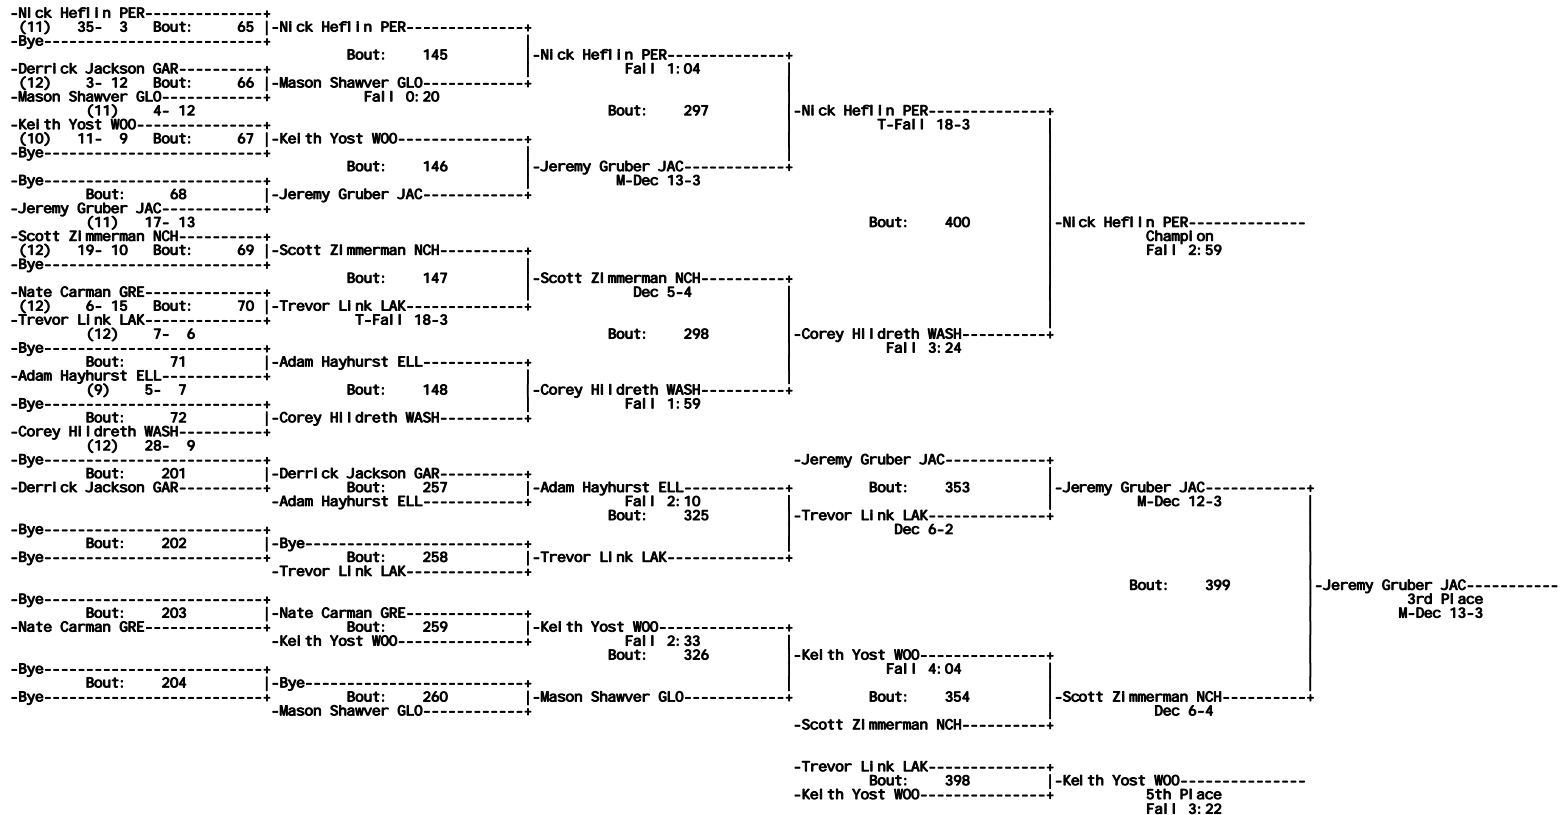 -Nick Heflin PER--------------+
(11) 35- 3 Bout: 65 |-Nick Heflin PER--------------+
-Bye--------------------------+
Bout: 145 |-Nick Heflin PER--------------+
-Derrick Jackson GAR----------+ Fall 1:04
(12) 3- 12 Bout: 66 |-Mason Shawver GLO------------+
-Mason Shawver GLO------------+ Fall 0:20
(11) 4- 12 Bout: 297 |-Nick Heflin PER--------------+
-Keith Yost WOO---------------+ T-Fall 18-3
(10) 11- 9 Bout: 67 |-Keith Yost WOO---------------+
-Bye--------------------------+
Bout: 146 |-Jeremy Gruber JAC------------+
-Bye--------------------------+ M-Dec 13-3
Bout: 68 |-Jeremy Gruber JAC------------+
-Jeremy Gruber JAC------------+
(11) 17- 13 Bout: 400 |-Nick Heflin PER--------------
-Scott Zimmerman NCH----------+ Champion
(12) 19- 10 Bout: 69 |-Scott Zimmerman NCH----------+ Fall 2:59
-Bye--------------------------+
Bout: 147 |-Scott Zimmerman NCH----------+
-Nate Carman GRE--------------+ Dec 5-4
(12) 6- 15 Bout: 70 |-Trevor Link LAK--------------+
-Trevor Link LAK--------------+ T-Fall 18-3
(12) 7- 6 Bout: 298 |-Corey Hildreth WASH----------+
-Bye--------------------------+ Fall 3:24
Bout: 71 |-Adam Hayhurst ELL------------+
-Adam Hayhurst ELL------------+
(9) 5- 7 Bout: 148 |-Corey Hildreth WASH----------+
-Bye--------------------------+ Fall 1:59
Bout: 72 |-Corey Hildreth WASH----------+
-Corey Hildreth WASH----------+
(12) 28- 9
-Bye--------------------------+ -Jeremy Gruber JAC------------+
Bout: 201 |-Derrick Jackson GAR----------+
-Derrick Jackson GAR----------+ Bout: 257 |-Adam Hayhurst ELL------------+ Bout: 353 |-Jeremy Gruber JAC------------+
-Adam Hayhurst ELL------------+ Fall 2:10 M-Dec 12-3
Bout: 325 |-Trevor Link LAK--------------+
-Bye--------------------------+ Dec 6-2
Bout: 202 |-Bye--------------------------+
-Bye--------------------------+ Bout: 258 |-Trevor Link LAK--------------+
-Trevor Link LAK--------------+
Bout: 399 |-Jeremy Gruber JAC-----------
-Bye--------------------------+ 3rd Place
Bout: 203 |-Nate Carman GRE--------------+ M-Dec 13-3
-Nate Carman GRE--------------+ Bout: 259 |-Keith Yost WOO---------------+
-Keith Yost WOO---------------+ Fall 2:33
Bout: 326 |-Keith Yost WOO---------------+
-Bye--------------------------+ Fall 4:04
Bout: 204 |-Bye--------------------------+
-Bye--------------------------+ Bout: 260 |-Mason Shawver GLO------------+ Bout: 354 |-Scott Zimmerman NCH----------+
-Mason Shawver GLO------------+ Dec 6-4
-Scott Zimmerman NCH----------+
-Trevor Link LAK--------------+
Bout: 398 |-Keith Yost WOO---------------
-Keith Yost WOO---------------+ 5th Place
Fall 3:22